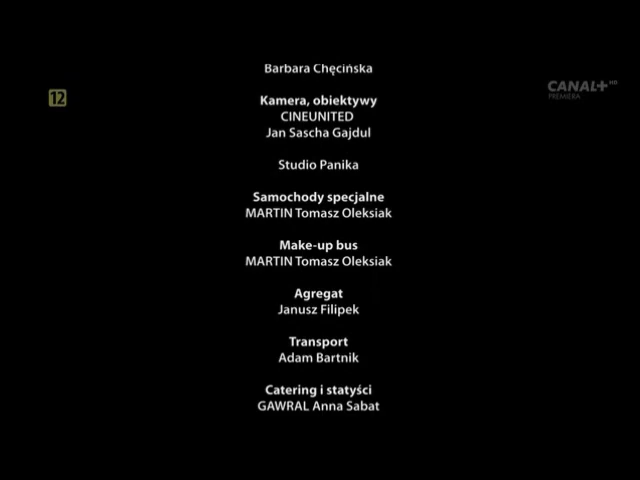 Barbara Chęcińska
12
CANAL+ HD
PREMIERA
Kamera, obiektywy
CINEUNITED
Jan Sascha Gajdul
Studio Panika
Samochody specjalne
MARTIN Tomasz Oleksiak
Make-up bus
MARTIN Tomasz Oleksiak
Agregat
Janusz Filipek
Transport
Adam Bartnik
Catering i statyści
GAWRAL Anna Sabat